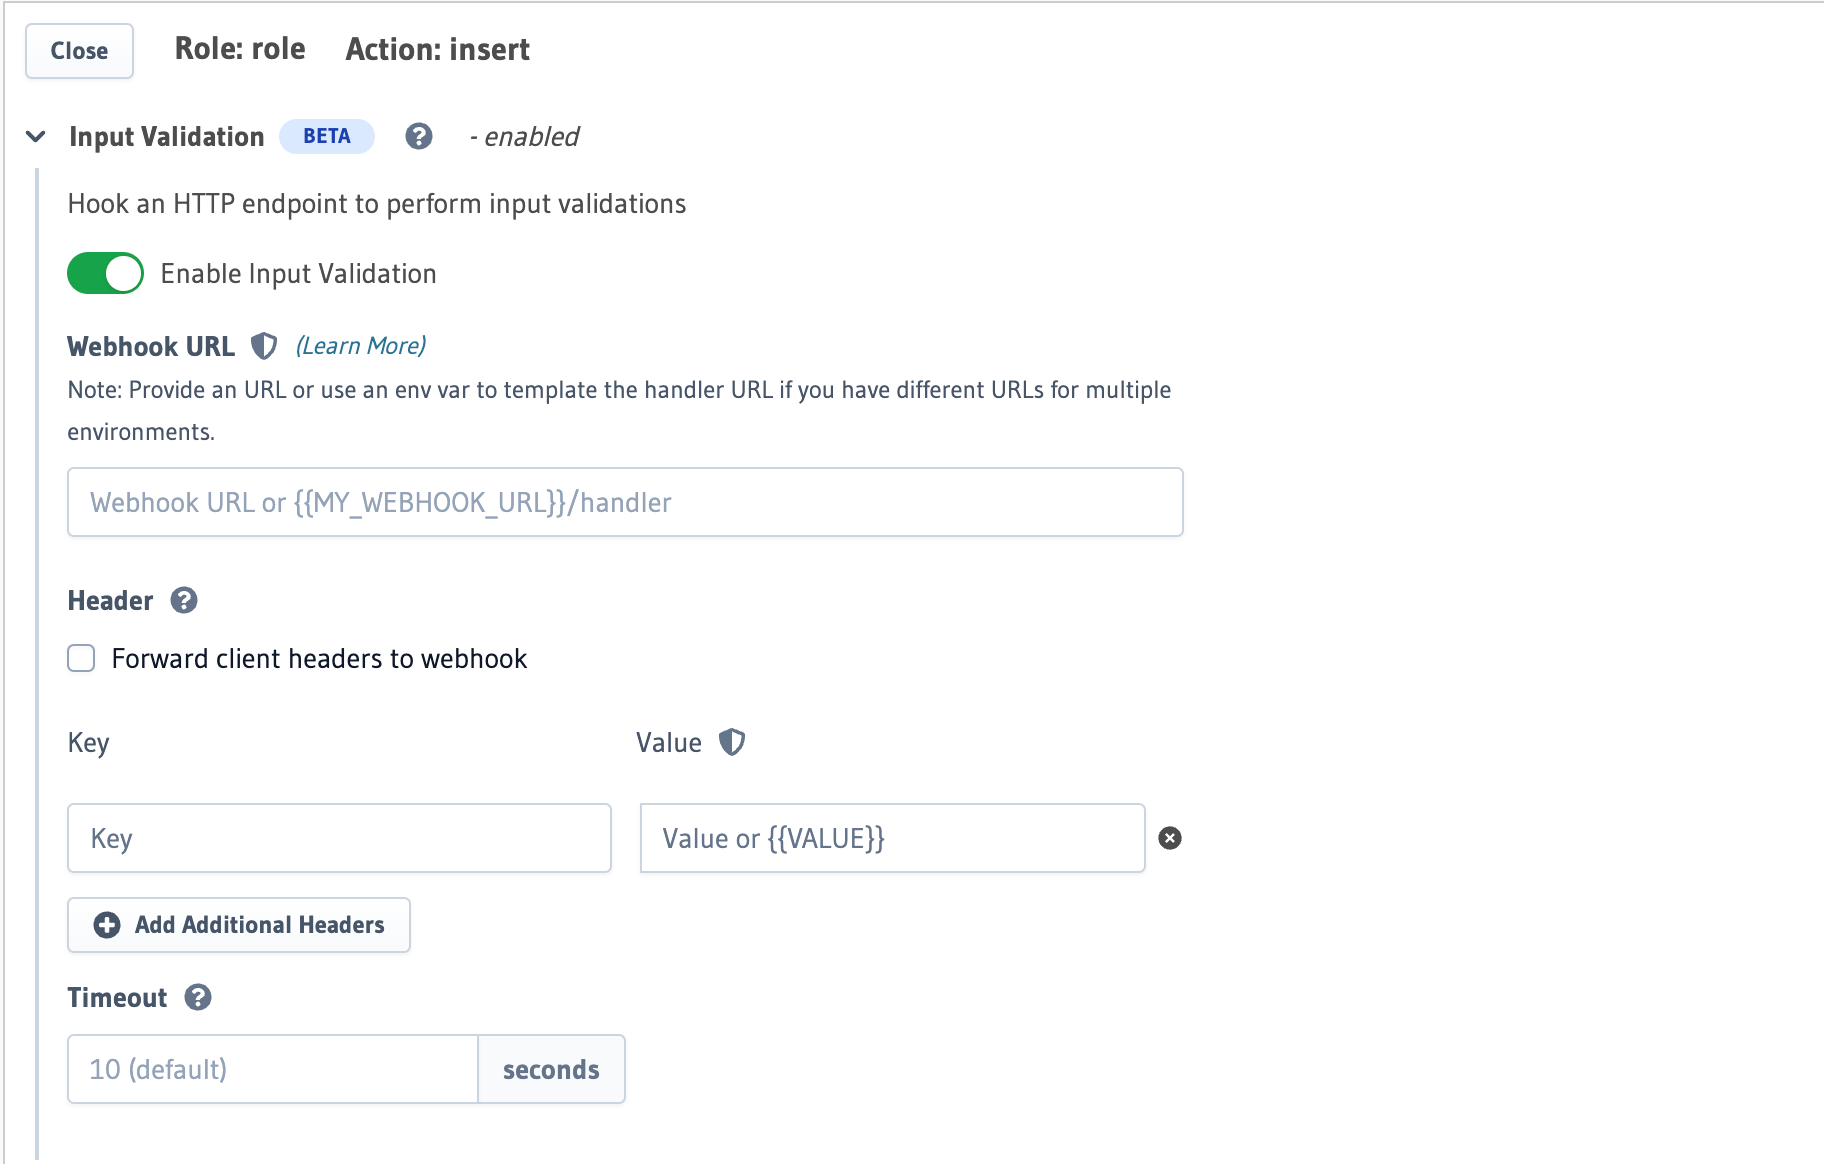 Close Role: role Action: insert
Input Validation BETA ? - enabled
Hook an HTTP endpoint to perform input validations
Enable Input Validation
Webhook URL (Learn More)
Note: Provide an URL or use an env var to template the handler URL if you have different URLs for multiple
environments.
Webhook URL or {{MY_WEBHOOK_URL}}/handler
Header ?
Forward client headers to webhook
Key Value
Key Value or {{VALUE}}
Add Additional Headers
Timeout ?
10 (default) seconds